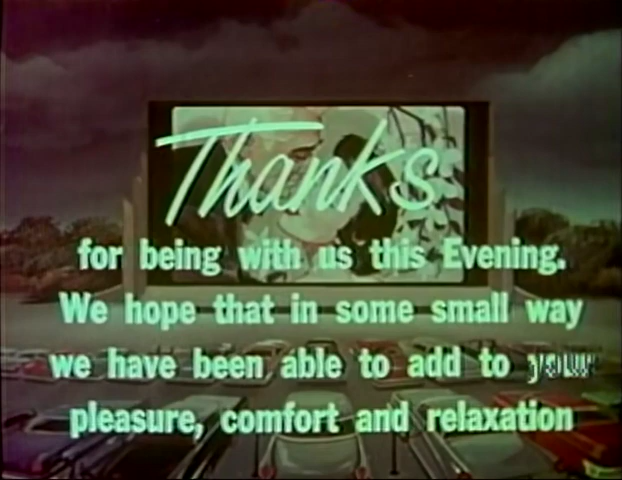 Thanks
for being with us this Evening.
We hope that in some small way
we have been able to add to your
pleasure, comfort and relaxation